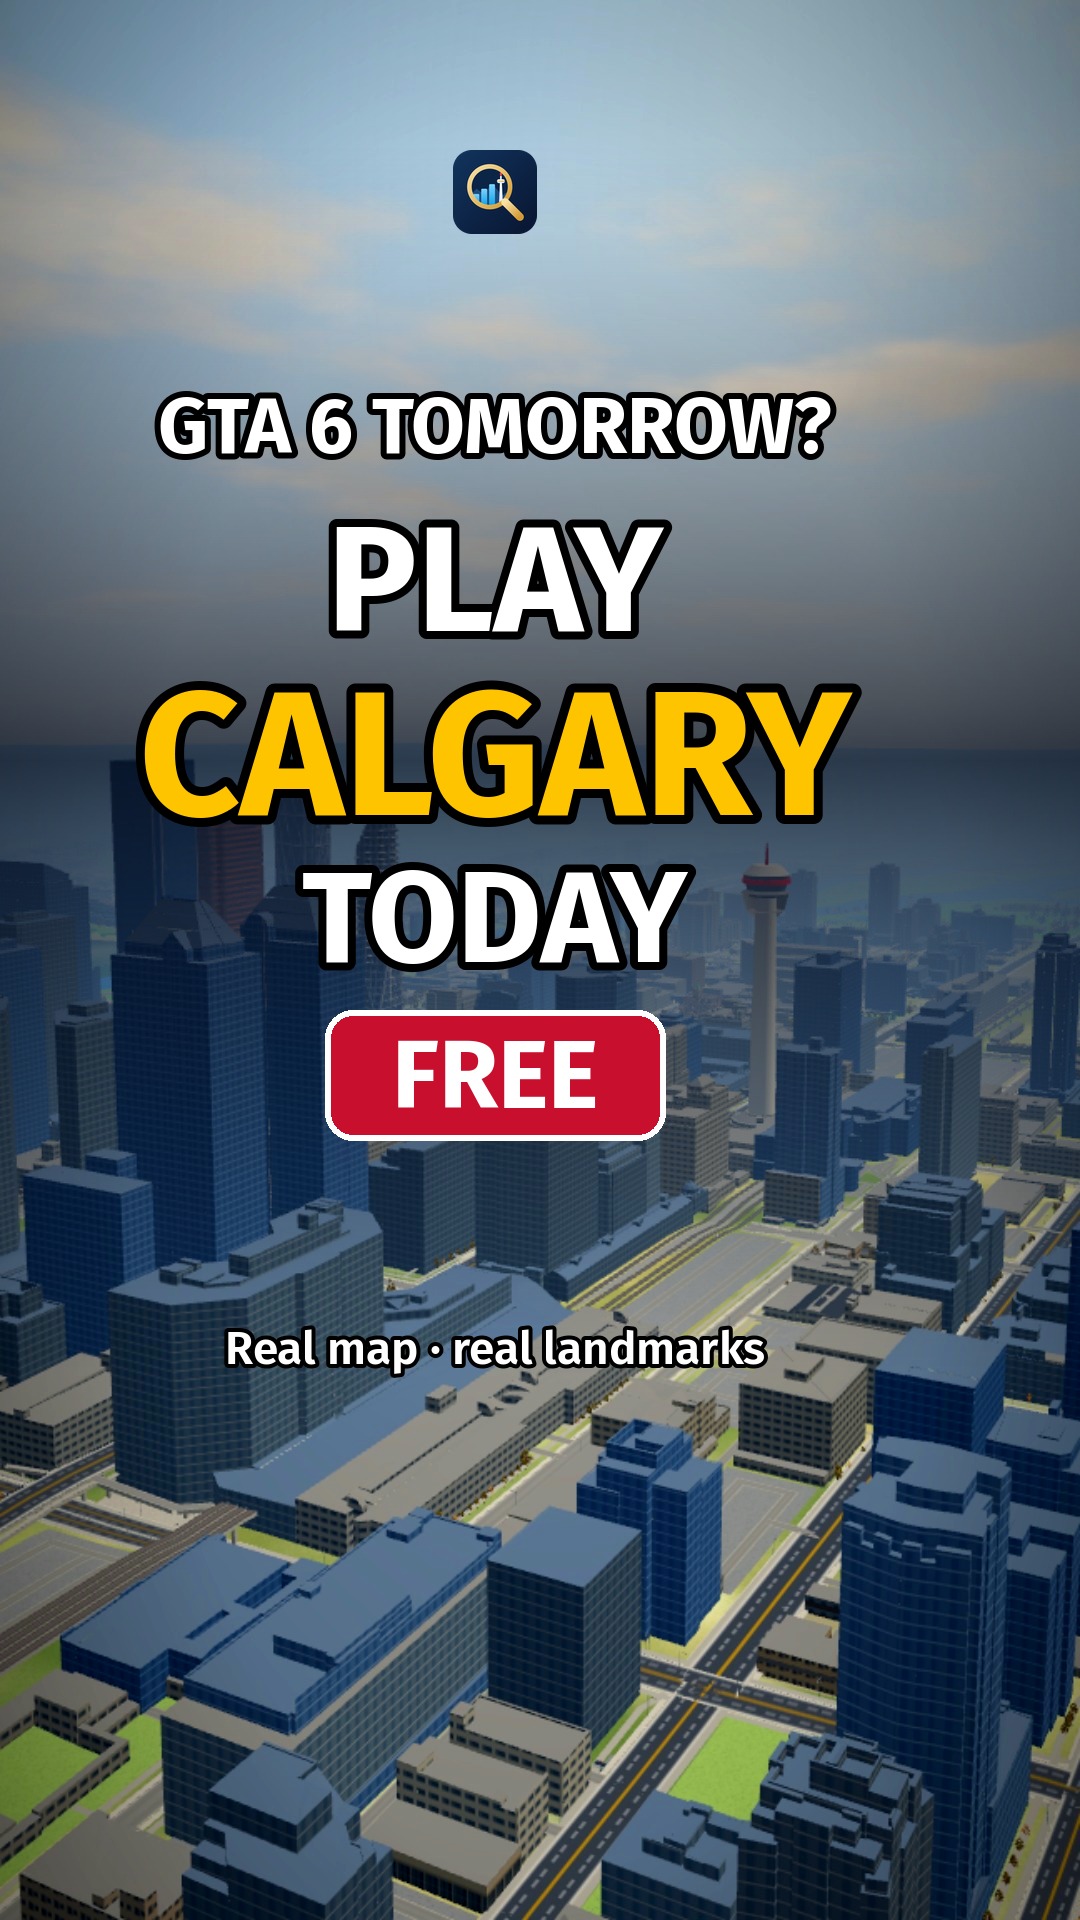 GTA 6 TOMORROW?
PLAY
CALGARY
TODAY
FREE
Real map · real landmarks